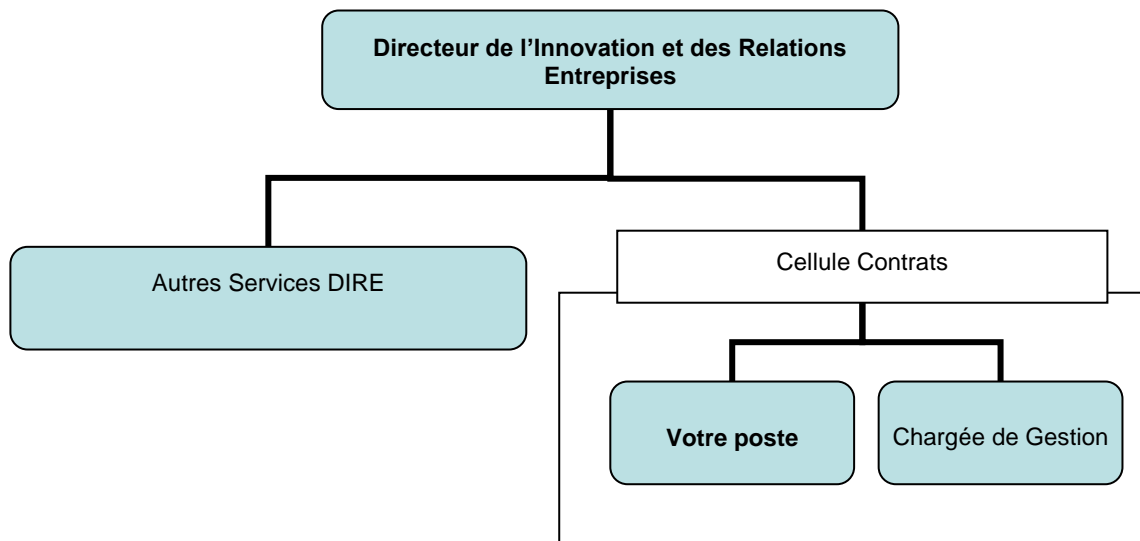 Directeur de l’Innovation et des Relations
Entreprises
Autres Services DIRE
Cellule Contrats
Votre poste
Chargée de Gestion